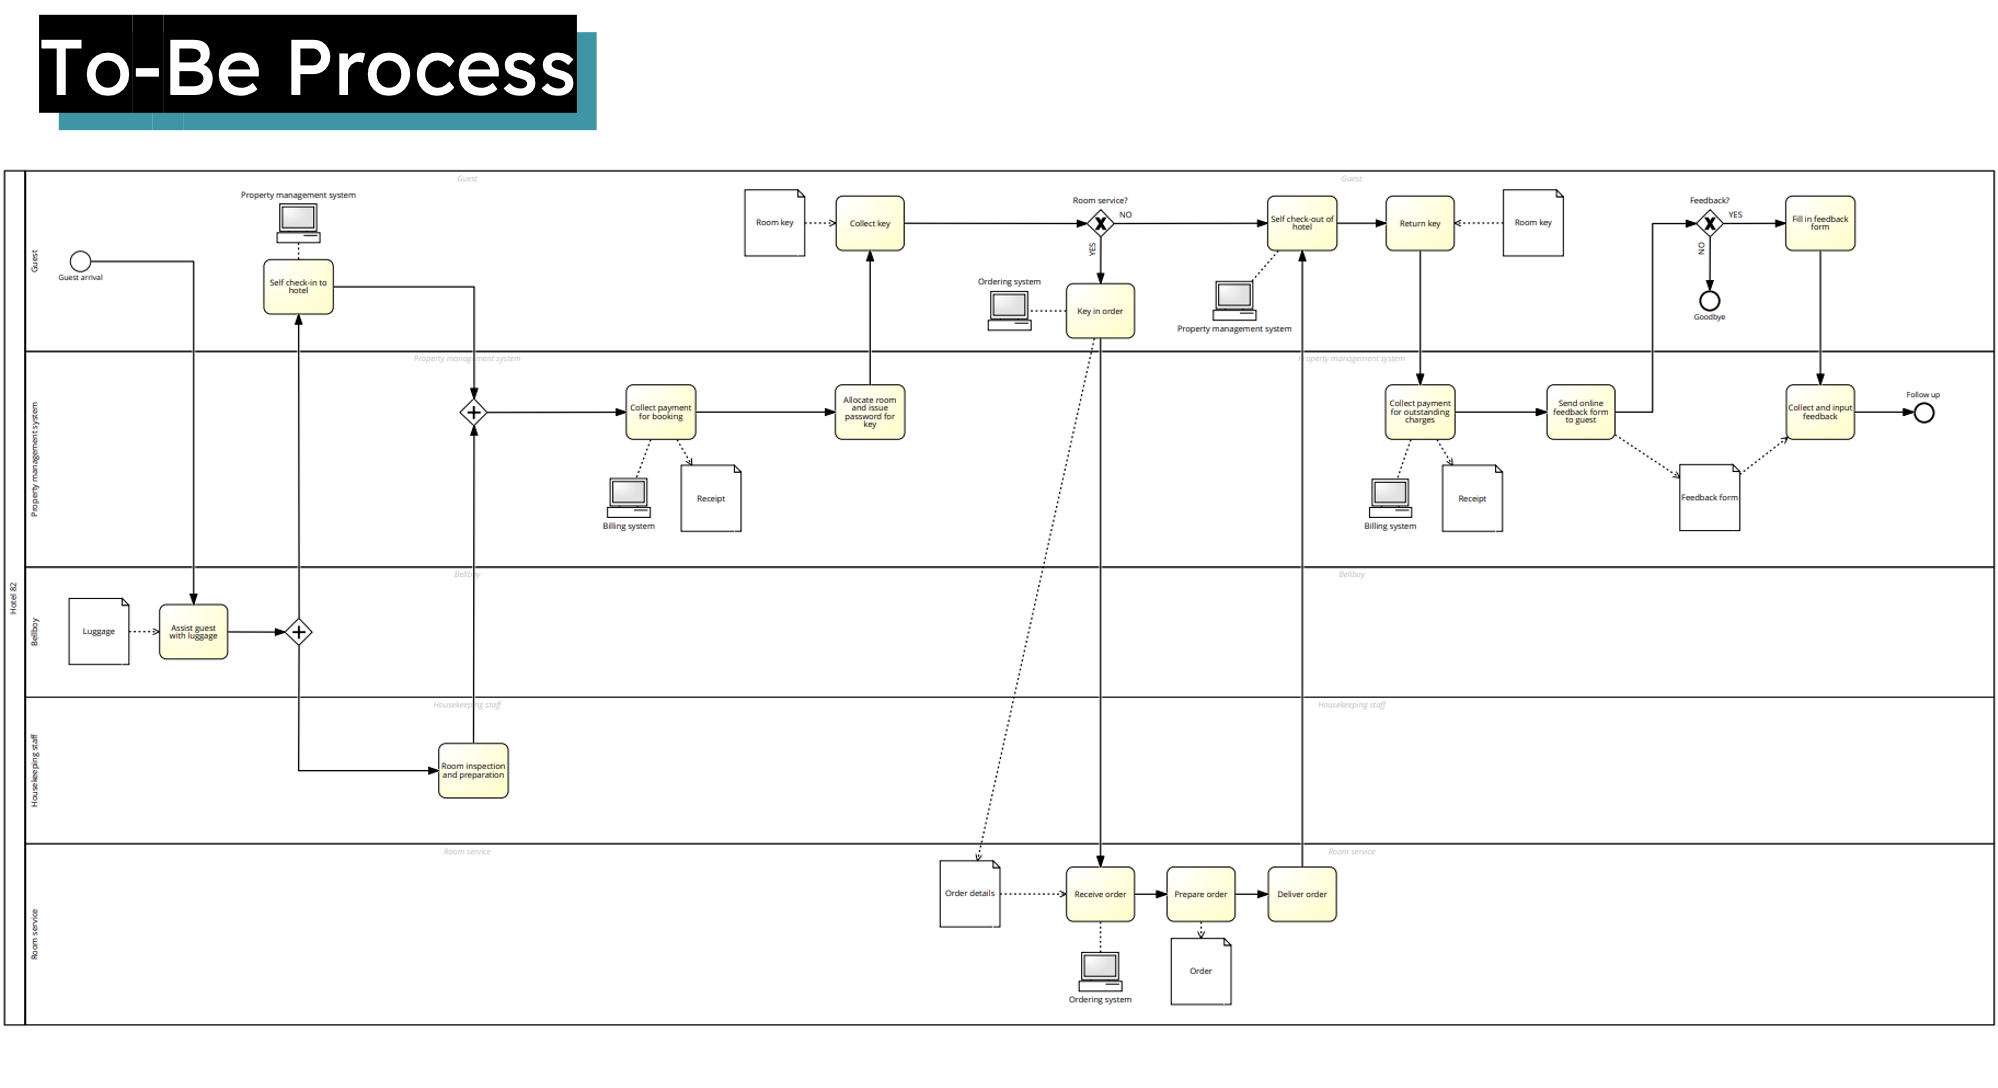 To-Be Process
Hotel 82
Guest
Guest
Guest
Guest arrival
Property management system
Self check-in to
hotel
Room key
Collect key
Room service?
NO
YES
Ordering system
Key in order
Self check-out of
hotel
Property management system
Return key
Room key
Feedback?
YES
NO
Goodbye
Fill in feedback
form
Property management system
Property management system
Property management system
Collect payment
for booking
Billing system
Receipt
Allocate room
and issue
password for
key
Collect payment
for outstanding
charges
Billing system
Receipt
Send online
feedback form
to guest
Feedback form
Collect and input
feedback
Follow up
Bellboy
Bellboy
Bellboy
Luggage
Assist guest
with luggage
Housekeeping staff
Housekeeping staff
Housekeeping staff
Room inspection
and preparation
Room service
Room service
Room service
Order details
Receive order
Ordering system
Prepare order
Order
Deliver order